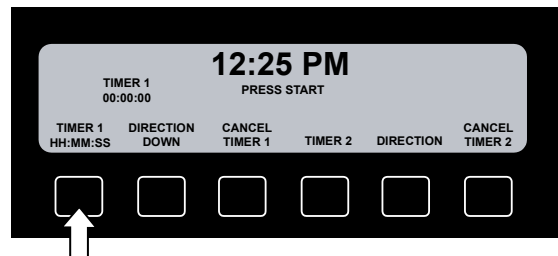 12:25 PM
TIMER 1
00:00:00
PRESS START
TIMER 1
HH:MM:SS
DIRECTION
DOWN
CANCEL
TIMER 1
TIMER 2
DIRECTION
CANCEL
TIMER 2